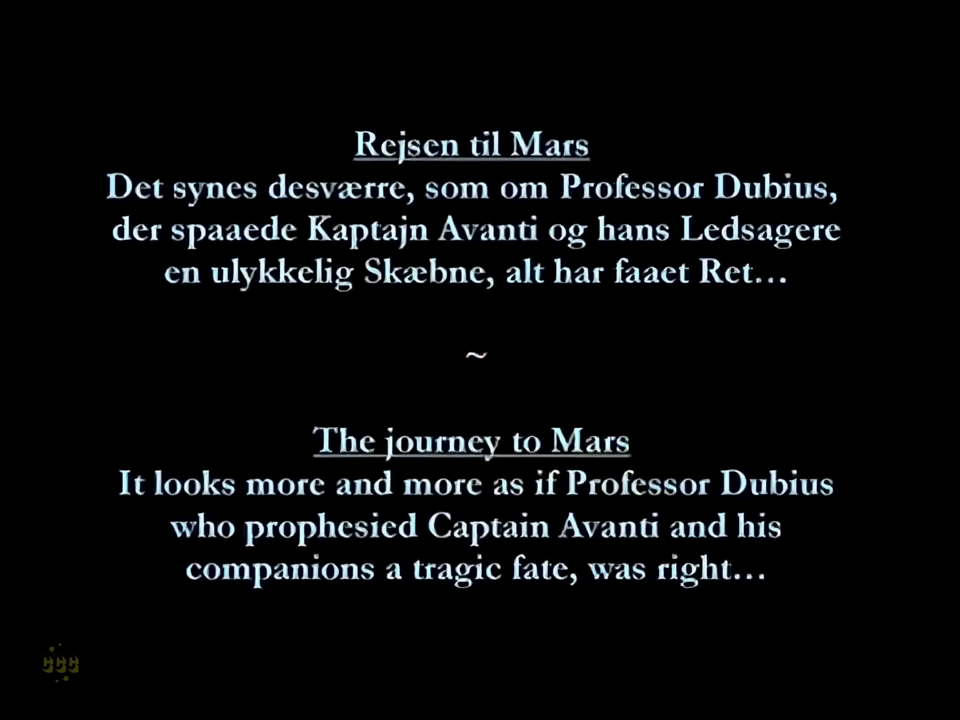 Rejsen til Mars
Det synes desværre, som om Professor Dubius,
der spaaede Kaptajn Avanti og hans Ledsagere
en ulykkelig Skæbne, alt har faaet Ret...
~
The journey to Mars
It looks more and more as if Professor Dubius
who prophesied Captain Avanti and his
companions a tragic fate, was right...
CCC